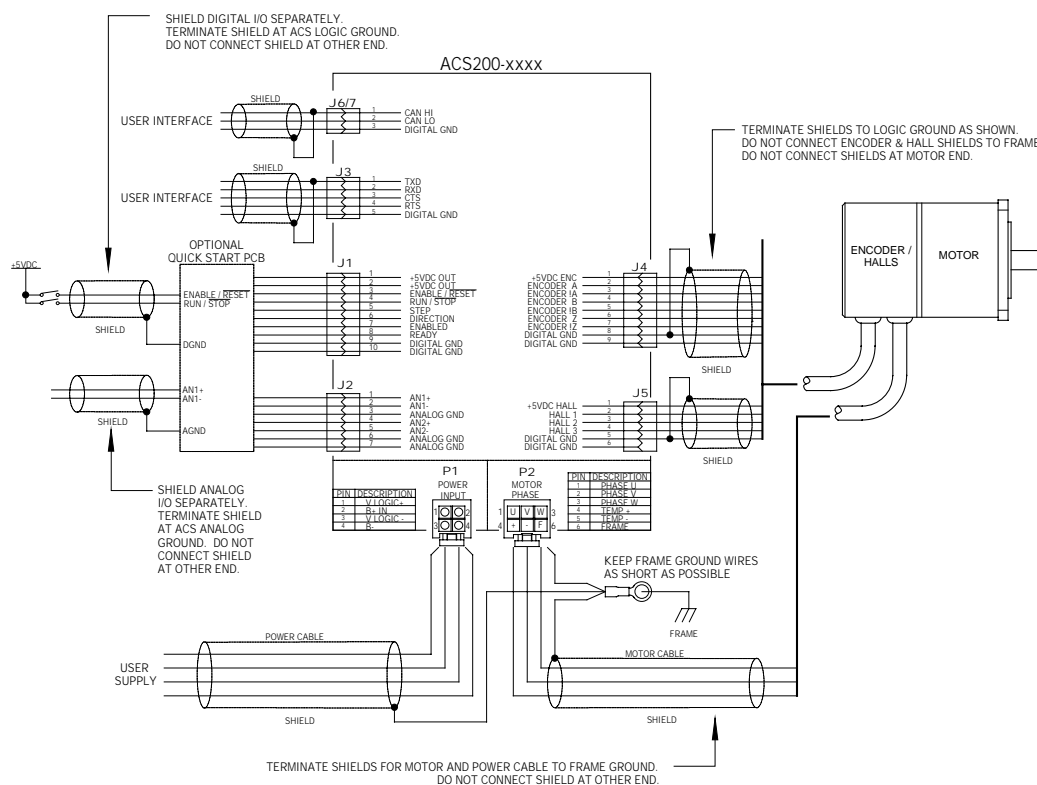 SHIELD DIGITAL I/O SEPARATELY.
TERMINATE SHIELD AT ACS LOGIC GROUND.
DO NOT CONNECT SHIELD AT OTHER END.
ACS200-xxxx
SHIELD
USER INTERFACE
J6/7
1 CAN HI
2 CAN LO
3 DIGITAL GND
SHIELD
USER INTERFACE
J3
1 TXD
2 RXD
3 CTS
4 RTS
5 DIGITAL GND
TERMINATE SHIELDS TO LOGIC GROUND AS SHOWN.
DO NOT CONNECT ENCODER & HALL SHIELDS TO FRAME
DO NOT CONNECT SHIELDS AT MOTOR END.
OPTIONAL
QUICK START PCB
+5VDC
SHIELD
ENABLE / RESET
RUN / STOP
DGND
SHIELD
AN1+
AN1-
AGND
J1
1 +5VDC OUT
2 +5VDC OUT
3 ENABLE / RESET
4 RUN / STOP
5 STEP
6 DIRECTION
7 ENABLED
8 READY
9 DIGITAL GND
10 DIGITAL GND
J2
1 AN1+
2 AN1-
3 ANALOG GND
4 AN2+
5 AN2-
6 ANALOG GND
7 ANALOG GND
J4
+5VDC ENC 1
ENCODER A 2
ENCODER !A 3
ENCODER B 4
ENCODER !B 5
ENCODER Z 6
ENCODER !Z 7
DIGITAL GND 8
DIGITAL GND 9
SHIELD
J5
+5VDC HALL 1
HALL 1 2
HALL 2 3
HALL 3 4
DIGITAL GND 5
DIGITAL GND 6
SHIELD
ENCODER /
HALLS
MOTOR
SHIELD ANALOG
I/O SEPARATELY.
TERMINATE SHIELD
AT ACS ANALOG
GROUND. DO NOT
CONNECT SHIELD
AT OTHER END.
PIN DESCRIPTION
1 V LOGIC+
2 B+ IN
3 V LOGIC -
4 B-
P1
POWER
INPUT
1 2
3 4
P2
MOTOR
PHASE
1 U V W 3
4 + - F 6
PIN DESCRIPTION
1 PHASE U
2 PHASE V
3 PHASE W
4 TEMP +
5 TEMP -
6 FRAME
KEEP FRAME GROUND WIRES
AS SHORT AS POSSIBLE
FRAME
POWER CABLE
USER
SUPPLY
SHIELD
MOTOR CABLE
SHIELD
TERMINATE SHIELDS FOR MOTOR AND POWER CABLE TO FRAME GROUND.
DO NOT CONNECT SHIELD AT OTHER END.